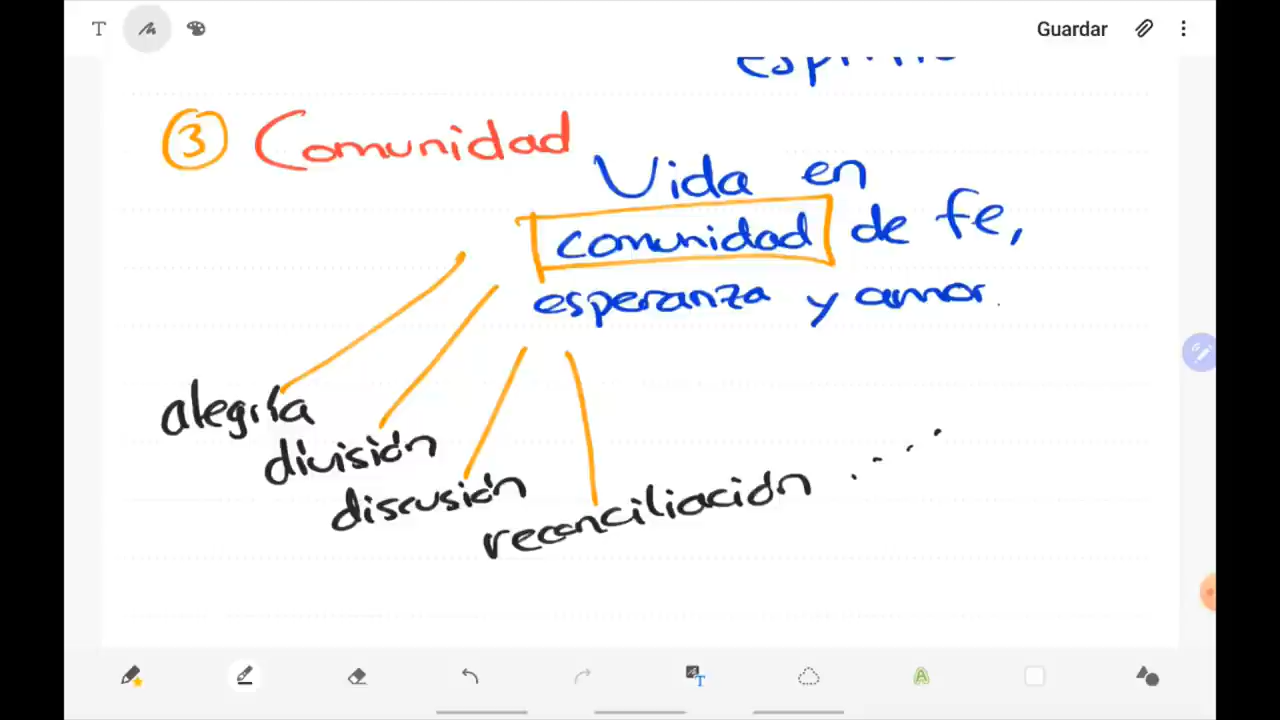 T
Guardar
3 Comunidad
Vida en
comunidad de fe,
esperanza y amor.
alegría
división
discusión
reconciliación ....
T
A